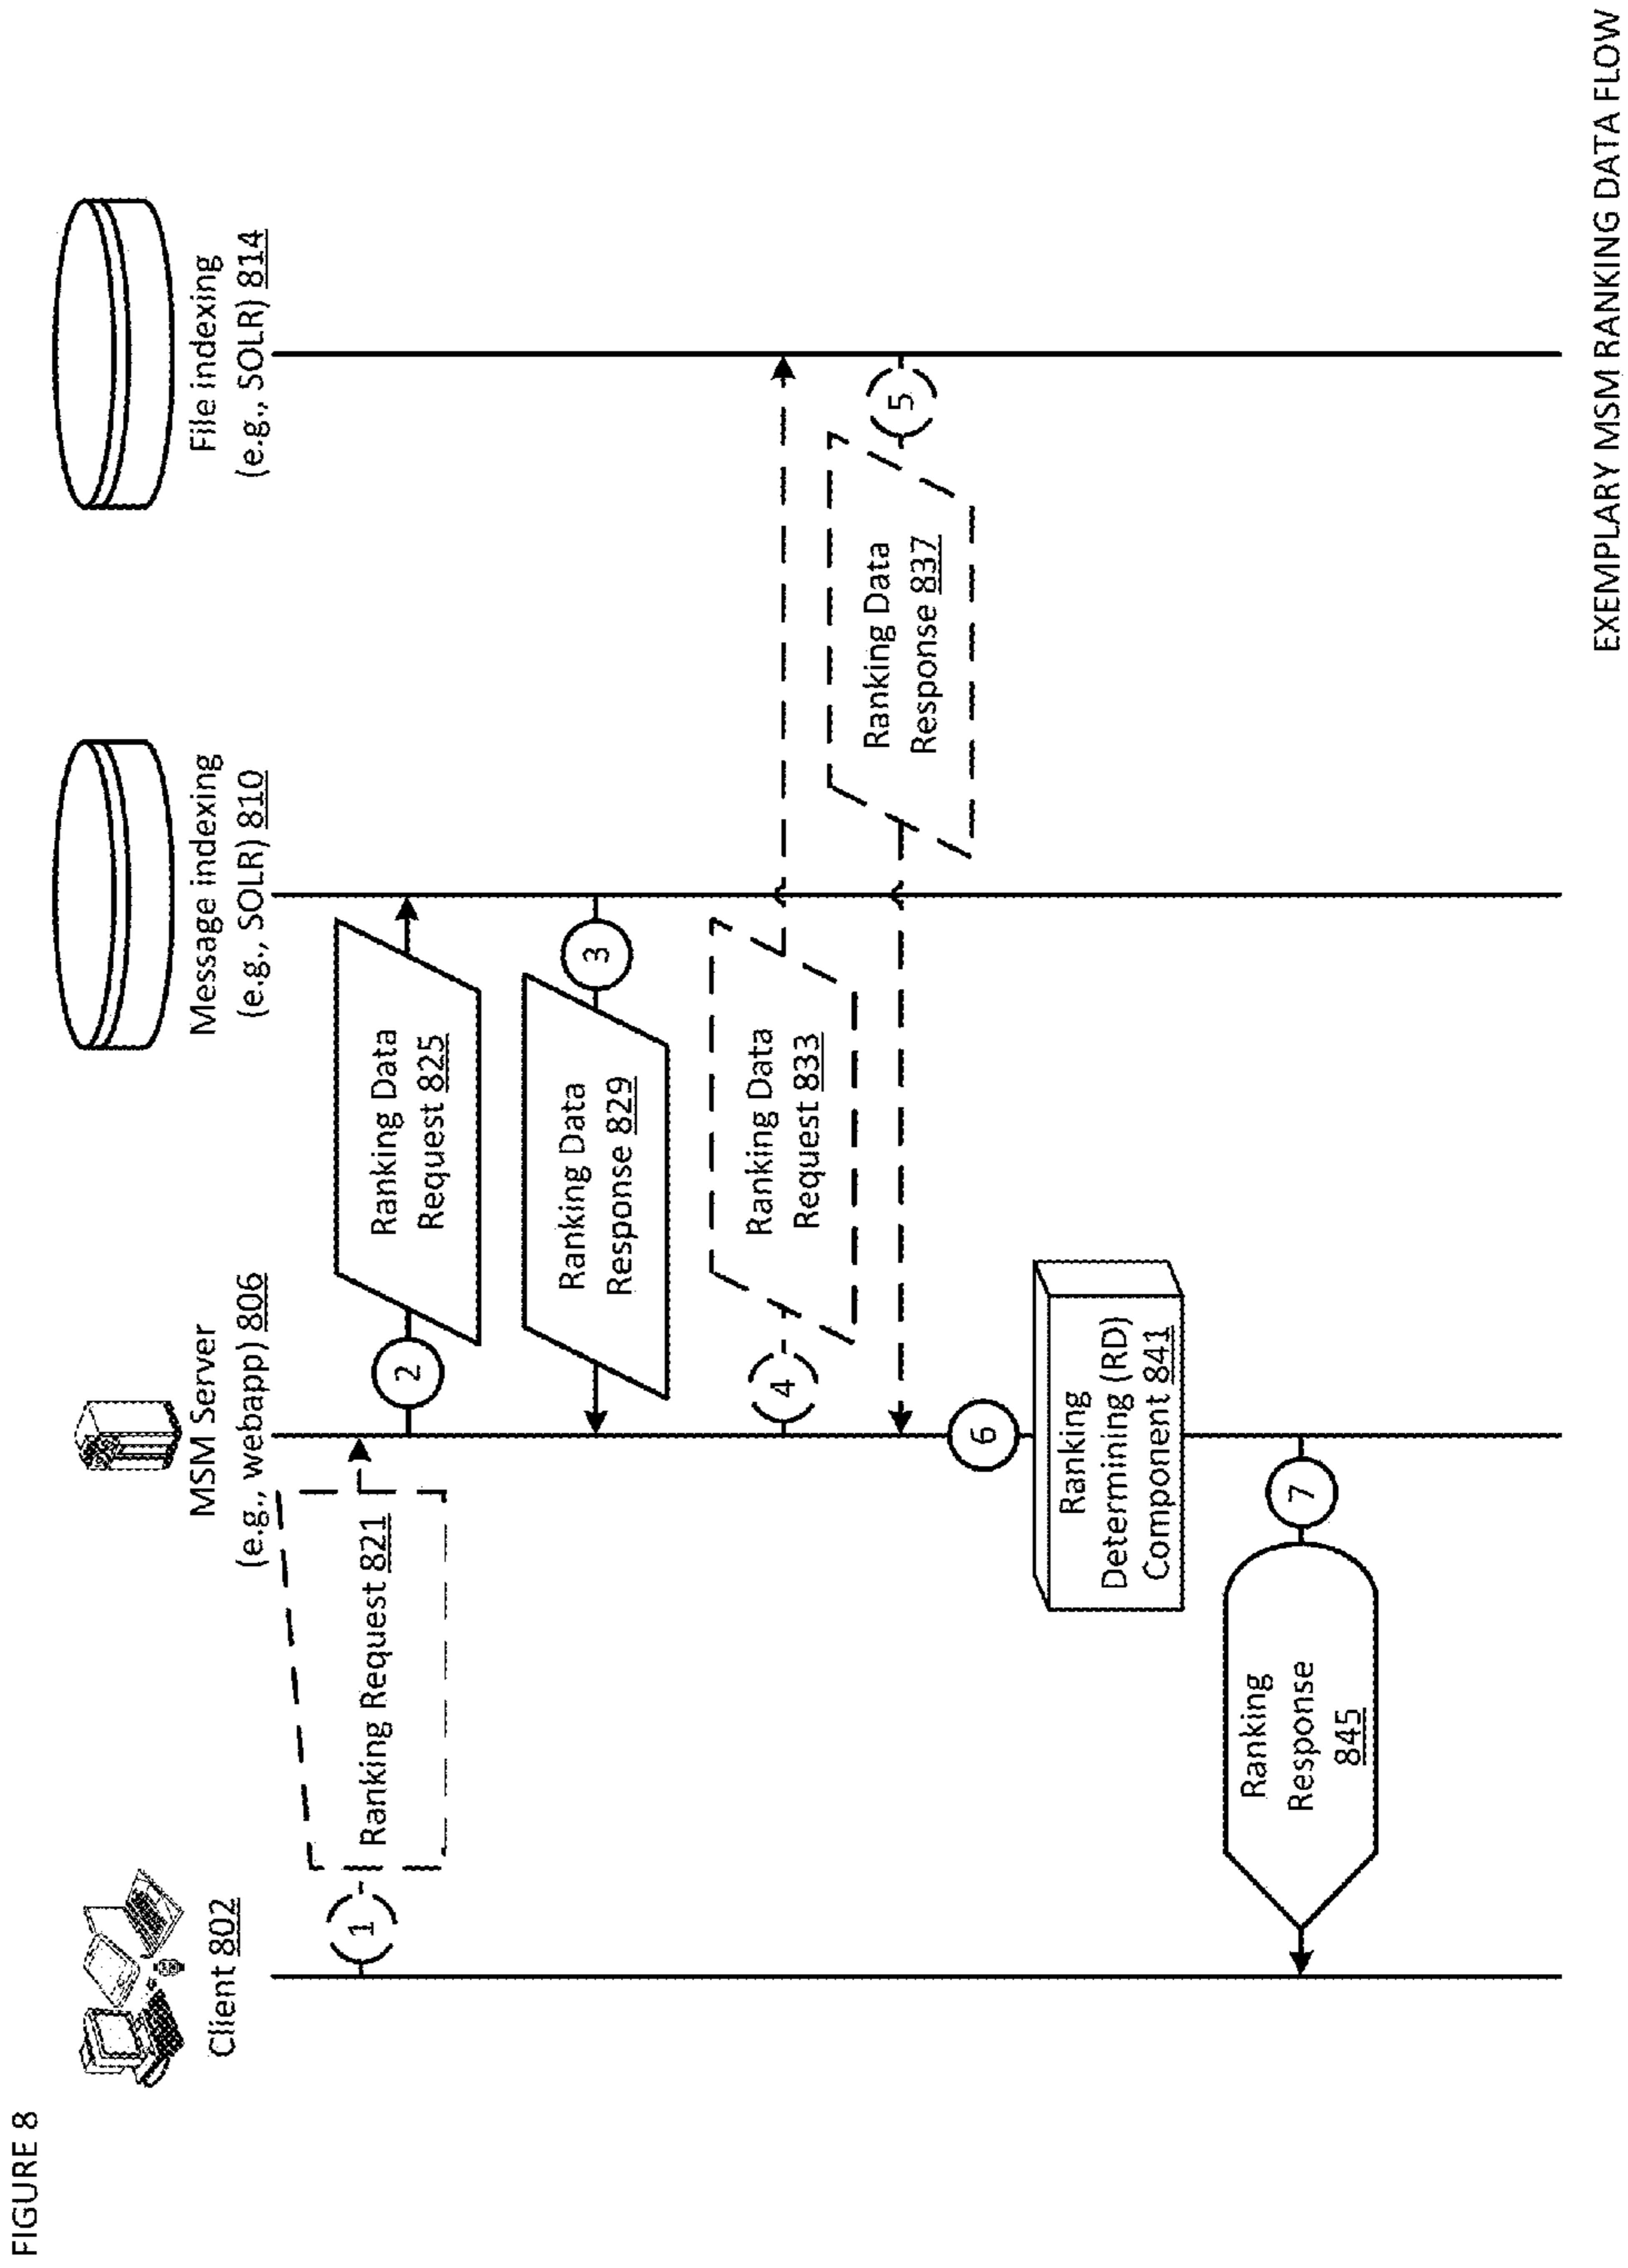 FIGURE 8
Client 802
MSM Server
(e.g., webapp) 806
Message indexing
(e.g., SOLR) 810
File indexing
(e.g., SOLR) 814
1
Ranking Request 821
2
Ranking Data
Request 825
Ranking Data
Response 829
3
4
Ranking Data
Request 833
Ranking Data
Response 837
5
6
Ranking
Determining (RD)
Component 841
Ranking
Response
845
7
EXEMPLARY MSM RANKING DATA FLOW